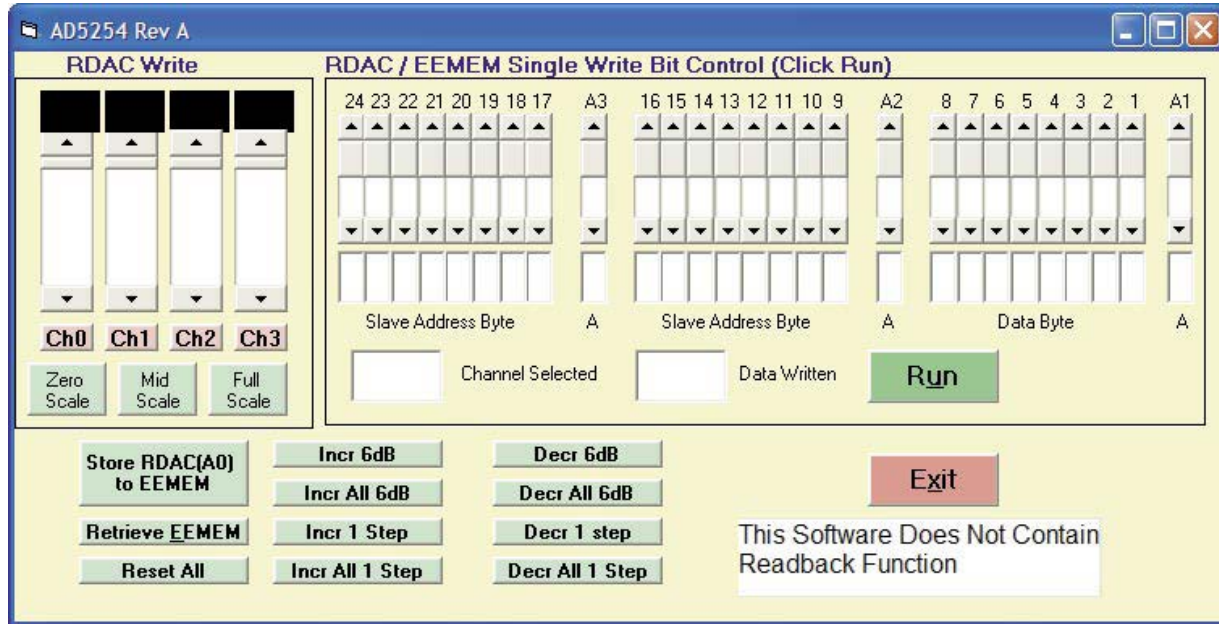 AD5254 Rev A
RDAC Write
Ch0 Ch1 Ch2 Ch3
Zero Scale
Mid Scale
Full Scale
RDAC / EEMEM Single Write Bit Control (Click Run)
24 23 22 21 20 19 18 17 A3 16 15 14 13 12 11 10 9 A2 8 7 6 5 4 3 2 1 A1
Slave Address Byte A Slave Address Byte A Data Byte A
Channel Selected Data Written Run
Store RDAC(A0)
to EEMEM
Retrieve EEMEM
Reset All
Incr 6dB
Incr All 6dB
Incr 1 Step
Incr All 1 Step
Decr 6dB
Decr All 6dB
Decr 1 step
Decr All 1 Step
Exit
This Software Does Not Contain
Readback Function